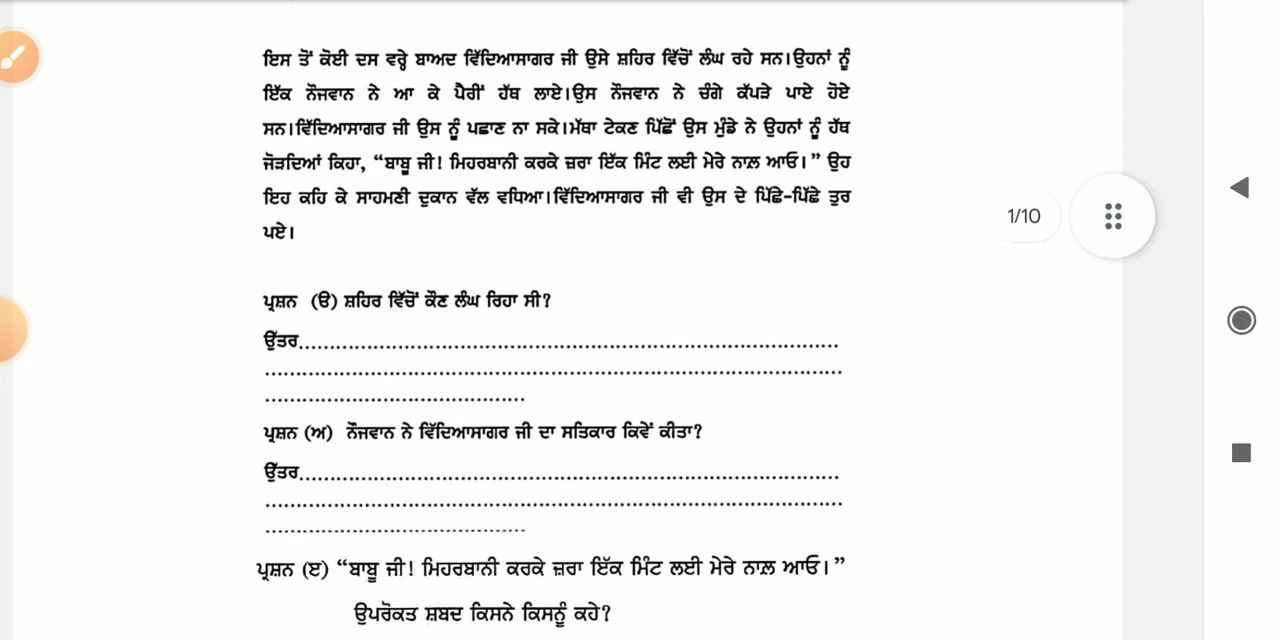 ਇਸ ਤੋਂ ਕੋਈ ਦਸ ਵਰ੍ਹੇ ਬਾਅਦ ਵਿੱਦਿਆਸਾਗਰ ਜੀ ਉਸੇ ਸ਼ਹਿਰ ਵਿੱਚੋਂ ਲੰਘ ਰਹੇ ਸਨ।ਉਹਨਾਂ ਨੂੰ
ਇੱਕ ਨੌਜਵਾਨ ਨੇ ਆ ਕੇ ਪੈਰੀਂ ਹੱਥ ਲਾਏ।ਉਸ ਨੌਜਵਾਨ ਨੇ ਚੰਗੇ ਕੱਪੜੇ ਪਾਏ ਹੋਏ
ਸਨ।ਵਿੱਦਿਆਸਾਗਰ ਜੀ ਉਸ ਨੂੰ ਪਛਾਣ ਨਾ ਸਕੇ।ਮੱਥਾ ਟੇਕਣ ਪਿੱਛੋਂ ਉਸ ਮੁੰਡੇ ਨੇ ਉਹਨਾਂ ਨੂੰ ਹੱਥ
ਜੋੜਦਿਆਂ ਕਿਹਾ, “ਬਾਬੂ ਜੀ! ਮਿਹਰਬਾਨੀ ਕਰਕੇ ਜ਼ਰਾ ਇੱਕ ਮਿੰਟ ਲਈ ਮੇਰੇ ਨਾਲ਼ ਆਓ।” ਉਹ
ਇਹ ਕਹਿ ਕੇ ਸਾਹਮਣੀ ਦੁਕਾਨ ਵੱਲ ਵਧਿਆ।ਵਿੱਦਿਆਸਾਗਰ ਜੀ ਵੀ ਉਸ ਦੇ ਪਿੱਛੇ-ਪਿੱਛੇ ਤੁਰ
ਪਏ।
1/10
ਪ੍ਰਸ਼ਨ (ੳ) ਸ਼ਹਿਰ ਵਿੱਚੋਂ ਕੌਣ ਲੰਘ ਰਿਹਾ ਸੀ?
ਉੱਤਰ..........................................................................................
................................................................................................
...........................................
ਪ੍ਰਸ਼ਨ (ਅ) ਨੌਜਵਾਨ ਨੇ ਵਿੱਦਿਆਸਾਗਰ ਜੀ ਦਾ ਸਤਿਕਾਰ ਕਿਵੇਂ ਕੀਤਾ?
ਉੱਤਰ..........................................................................................
................................................................................................
...........................................
ਪ੍ਰਸ਼ਨ (ੲ) “ਬਾਬੂ ਜੀ! ਮਿਹਰਬਾਨੀ ਕਰਕੇ ਜ਼ਰਾ ਇੱਕ ਮਿੰਟ ਲਈ ਮੇਰੇ ਨਾਲ਼ ਆਓ।”
ਉਪਰੋਕਤ ਸ਼ਬਦ ਕਿਸਨੇ ਕਿਸਨੂੰ ਕਹੇ?